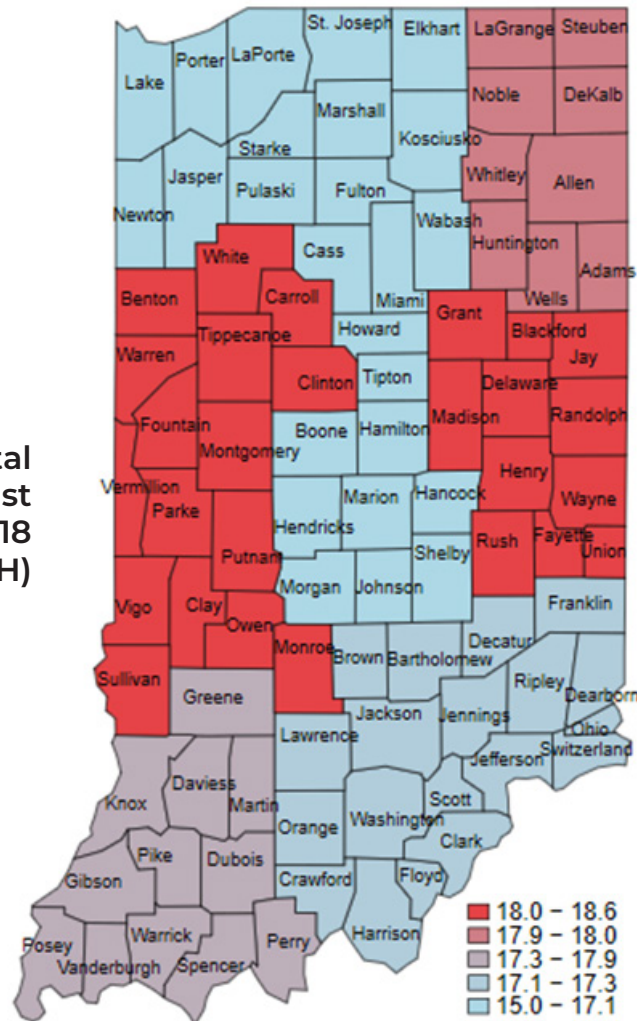 St. Joseph
Elkhart
LaGrange
Steuben
LaPorte
Porter
Lake
Noble
DeKalb
Marshall
Kosciusko
Starke
Whitley
Allen
Jasper
Pulaski
Fulton
Newton
Wabash
Huntington
Cass
White
Adams
Benton
Carroll
Miami
Wells
Grant
Tippecanoe
Howard
Blackford
Warren
Jay
Clinton
Tipton
Delaware
Madison
Randolph
Fountain
Boone
Hamilton
Montgomery
tal
st
18
H)
Henry
Vermillion
Marion
Hancock
Wayne
Parke
Hendricks
Putnam
Shelby
Rush
Fayette
Union
Morgan
Johnson
Vigo
Clay
Franklin
Owen
Monroe
Decatur
Brown
Bartholomew
Sullivan
Ripley
Greene
Dearborn
Jackson
Jennings
Ohio
Lawrence
Switzerland
Jefferson
Daviess
Knox
Martin
Scott
Washington
Orange
Clark
Pike
Dubois
Gibson
Crawford
Floyd
Harrison
Warrick
Posey
Perry
Vanderburgh
Spencer
18.0 − 18.6
17.9 − 18.0
17.3 − 17.9
17.1 − 17.3
15.0 − 17.1